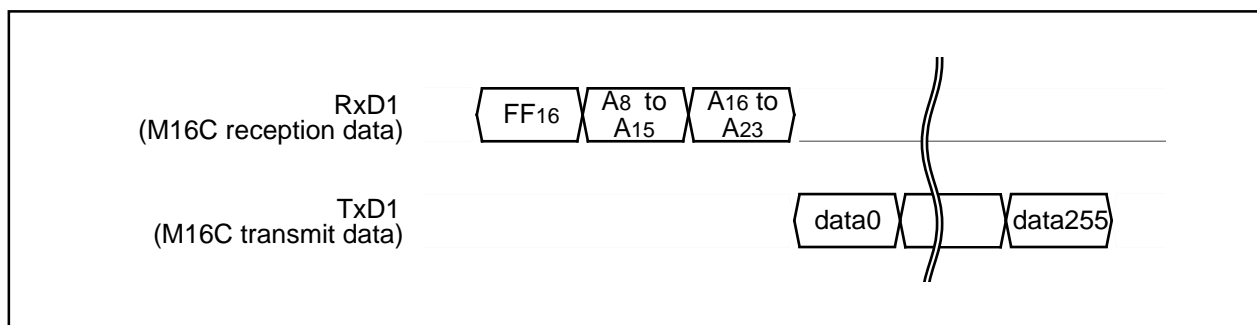 RxD1
(M16C reception data)
FF16
A8 to
A15
A16 to
A23
TxD1
(M16C transmit data)
data0
data255